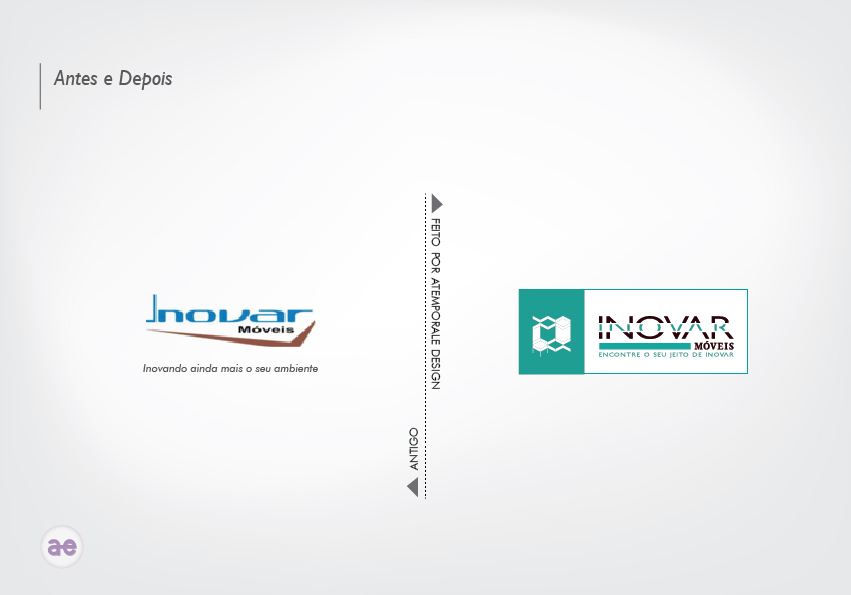 Antes e Depois
Inovar
Móveis
Inovando ainda mais o seu ambiente
ANTIGO
FEITO POR ATEMPORALE DESIGN
INOVAR
MÓVEIS
ENCONTRE O SEU JEITO DE INOVAR
ae